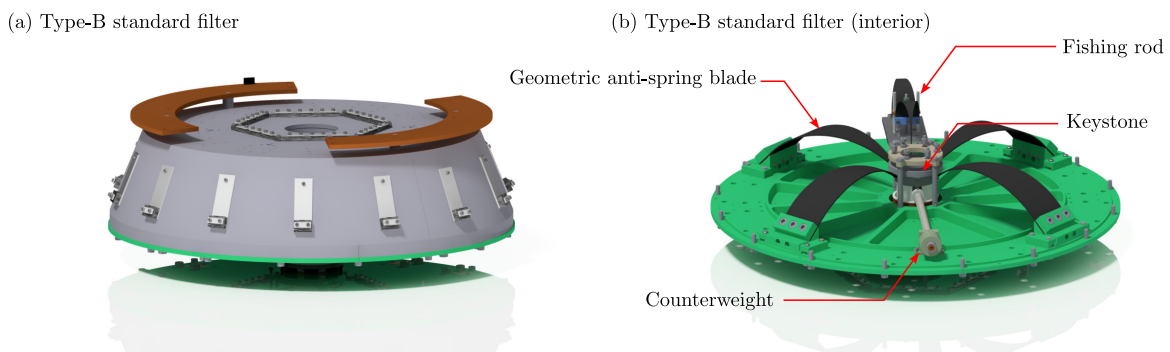 (a) Type-B standard filter
(b) Type-B standard filter (interior)
Fishing rod
Geometric anti-spring blade
Keystone
Counterweight